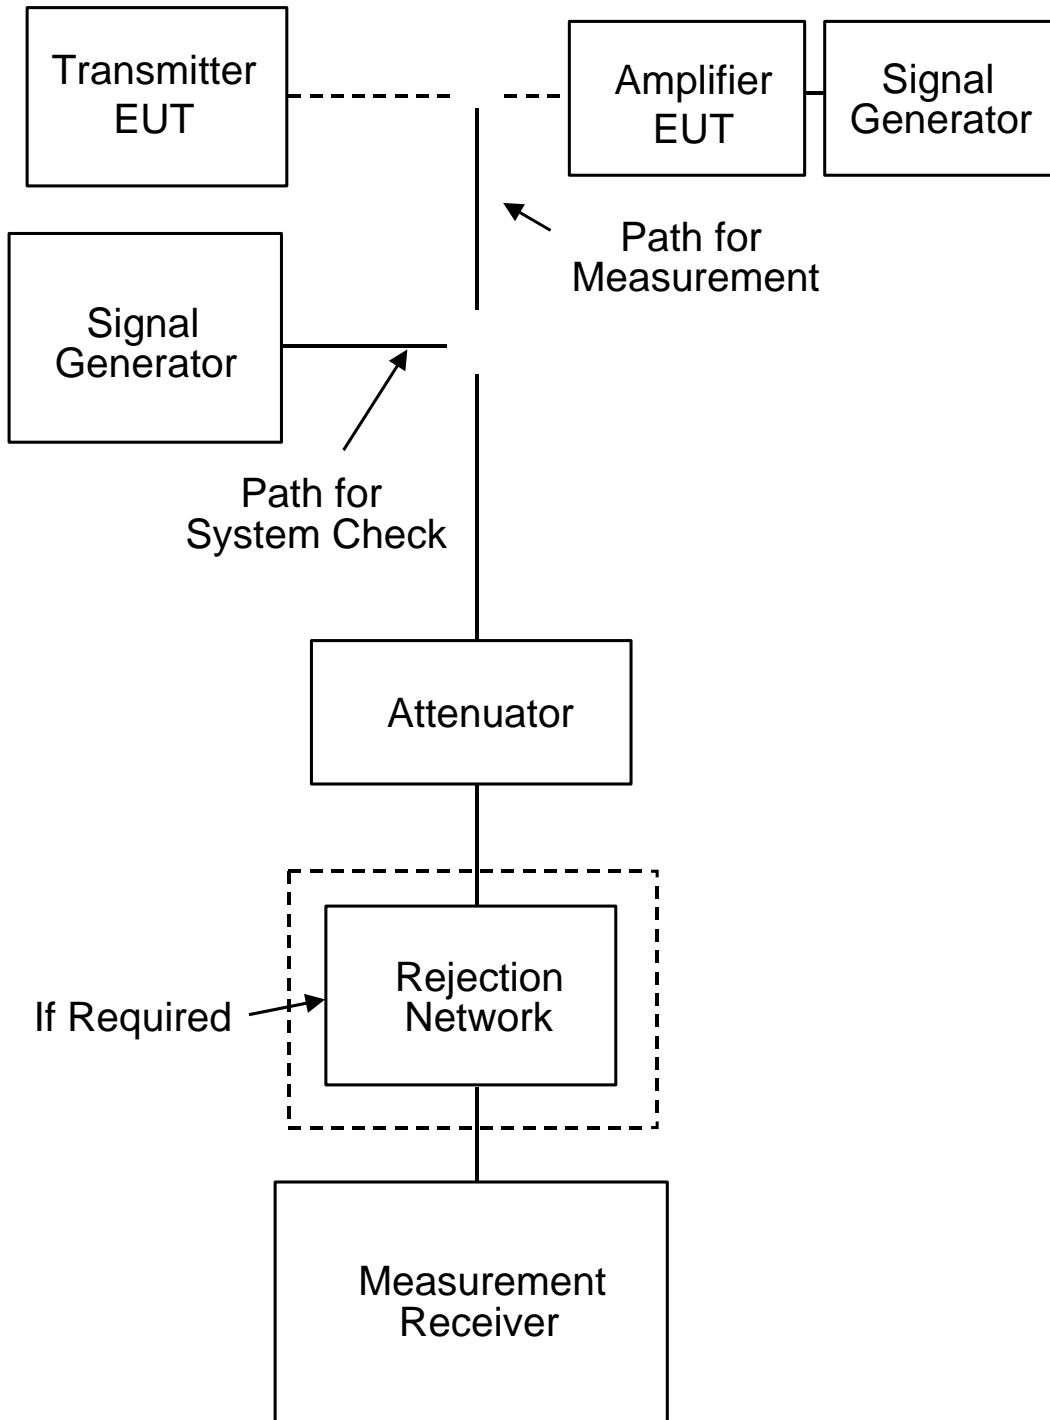 Transmitter
EUT
Amplifier
EUT
Signal
Generator
Path for
Measurement
Signal
Generator
Path for
System Check
Attenuator
If Required
Rejection
Network
Measurement
Receiver